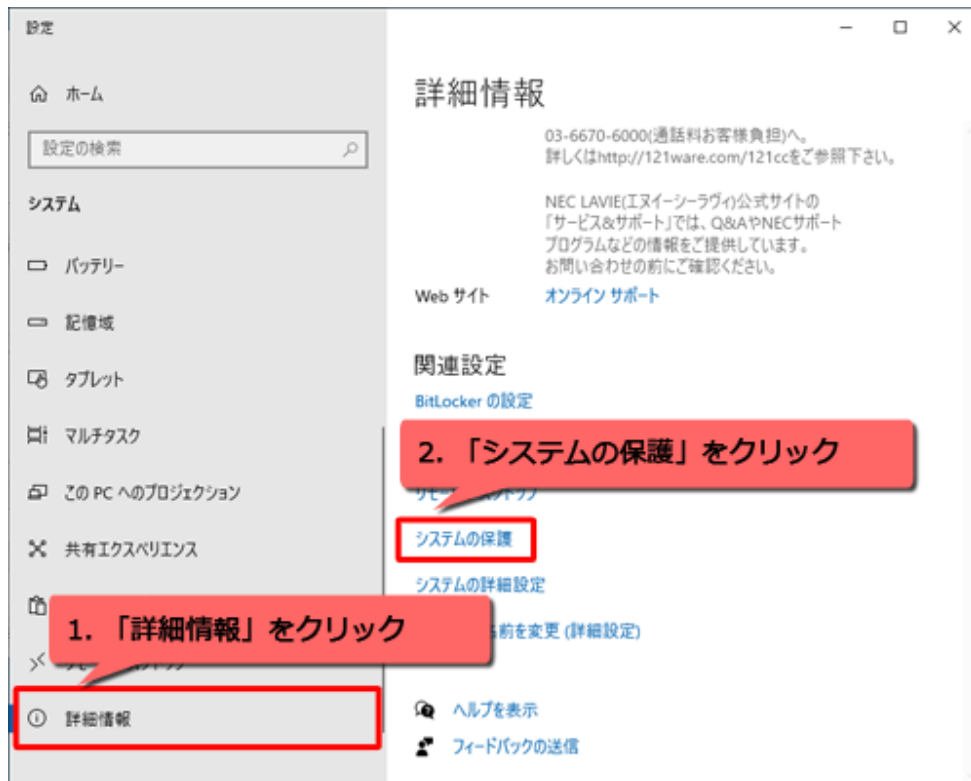 設定
ホーム
設定の検索
システム
バッテリー
記憶域
タブレット
マルチタスク
この PC へのプロジェクション
共有エクスペリエンス
1. 「詳細情報」をクリック
詳細情報
詳細情報
03-6670-6000(通話料お客様負担)へ。
詳しくはhttp://121ware.com/121ccをご参照下さい。
NEC LAVIE(エヌイーシーラヴィ)公式サイトの
「サービス&サポート」では、Q&AやNECサポート
プログラムなどの情報をご提供しています。
お問い合わせの前にご確認ください。
Web サイト オンライン サポート
関連設定
BitLocker の設定
2. 「システムの保護」をクリック
システムの保護
システムの詳細設定
名前を変更 (詳細設定)
ヘルプを表示
フィードバックの送信